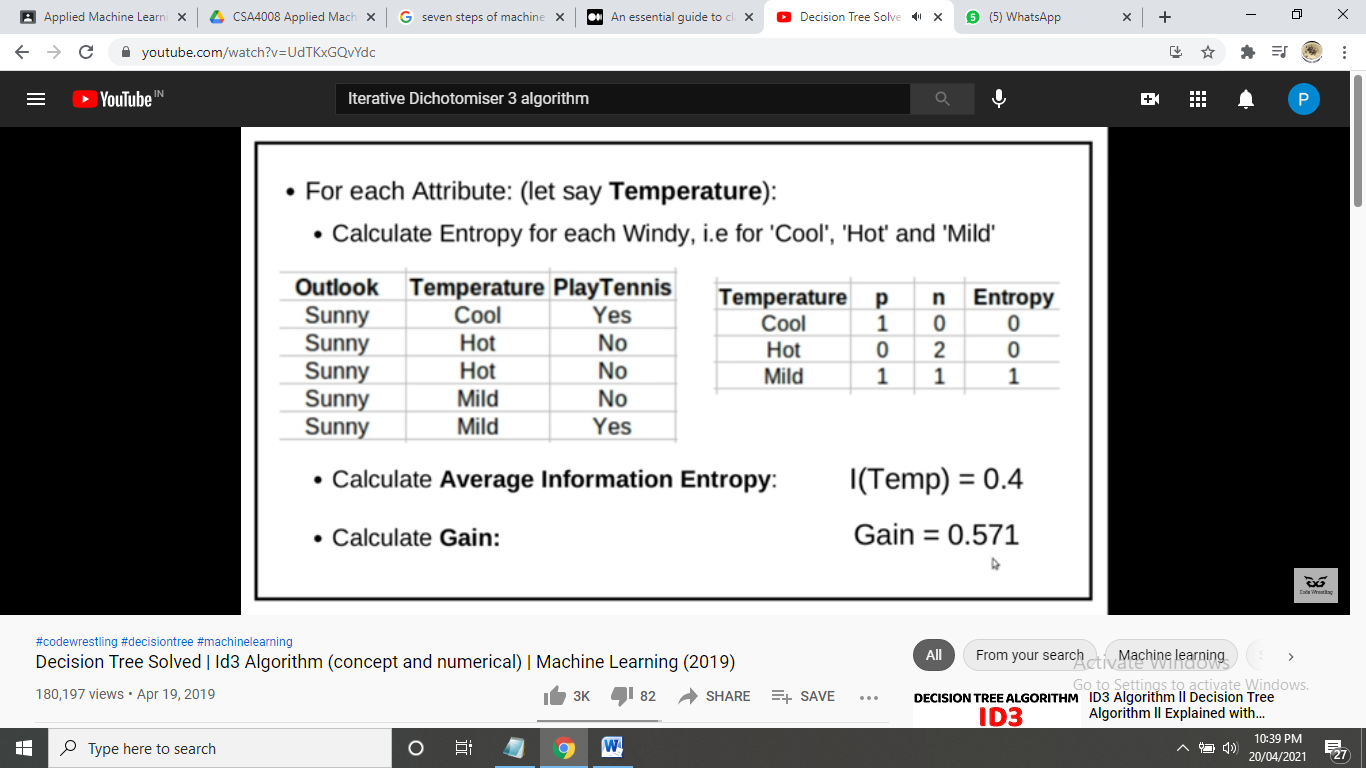 Applied Machine Learni
CSA4008 Applied Mach
seven steps of machine
An essential guide to cl
Decision Tree Solve
(5) WhatsApp
youtube.com/watch?v=UdTKxGQvYdc
YouTube IN
Iterative Dichotomiser 3 algorithm
P
• For each Attribute: (let say Temperature):
• Calculate Entropy for each Windy, i.e for 'Cool', 'Hot' and 'Mild'
Outlook Temperature PlayTennis
Sunny Cool Yes
Sunny Hot No
Sunny Hot No
Sunny Mild No
Sunny Mild Yes
Temperature p n Entropy
Cool 1 0 0
Hot 0 2 0
Mild 1 1 1
• Calculate Average Information Entropy: I(Temp) = 0.4
• Calculate Gain: Gain = 0.571
Code Wrestling
#codewrestling #decisiontree #machinelearning
Decision Tree Solved | Id3 Algorithm (concept and numerical) | Machine Learning (2019)
180,197 views • Apr 19, 2019
3K 82 SHARE SAVE
All From your search Machine learning
Activate Windows
Go to Settings to activate Windows.
DECISION TREE ALGORITHM
ID3
ID3 Algorithm ll Decision Tree
Algorithm ll Explained with...
Type here to search
10:39 PM
20/04/2021
27